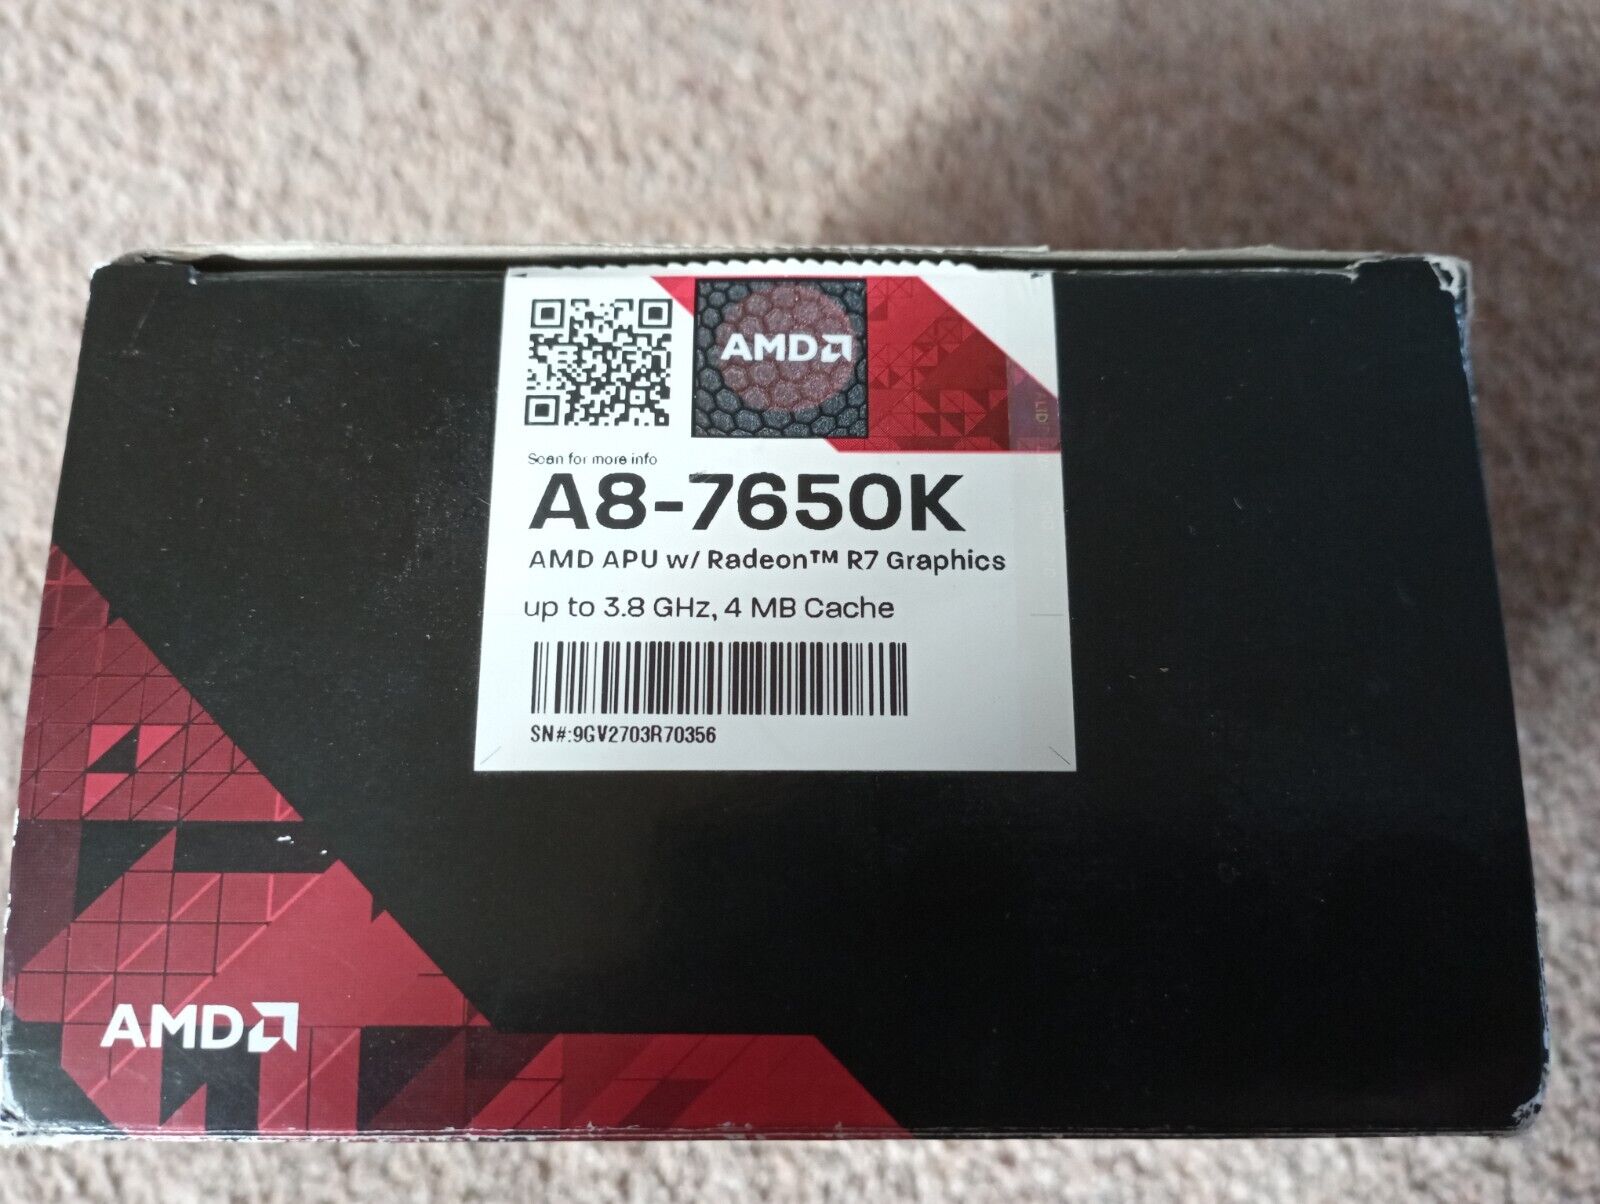 AMD
Scan for more info
A8-7650K
AMD APU w/ Radeon™ R7 Graphics
up to 3.8 GHz, 4 MB Cache
SN#:9GV2703R70356
AMD